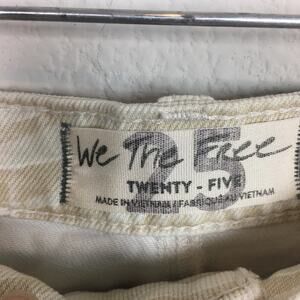 We The Free
25
TWENTY - FIVE
MADE IN VIETNAM / FABRIQUÉ AU VIETNAM